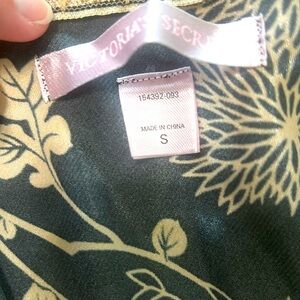 VICTORIA'S SECRET
154392-093
MADE IN CHINA
S